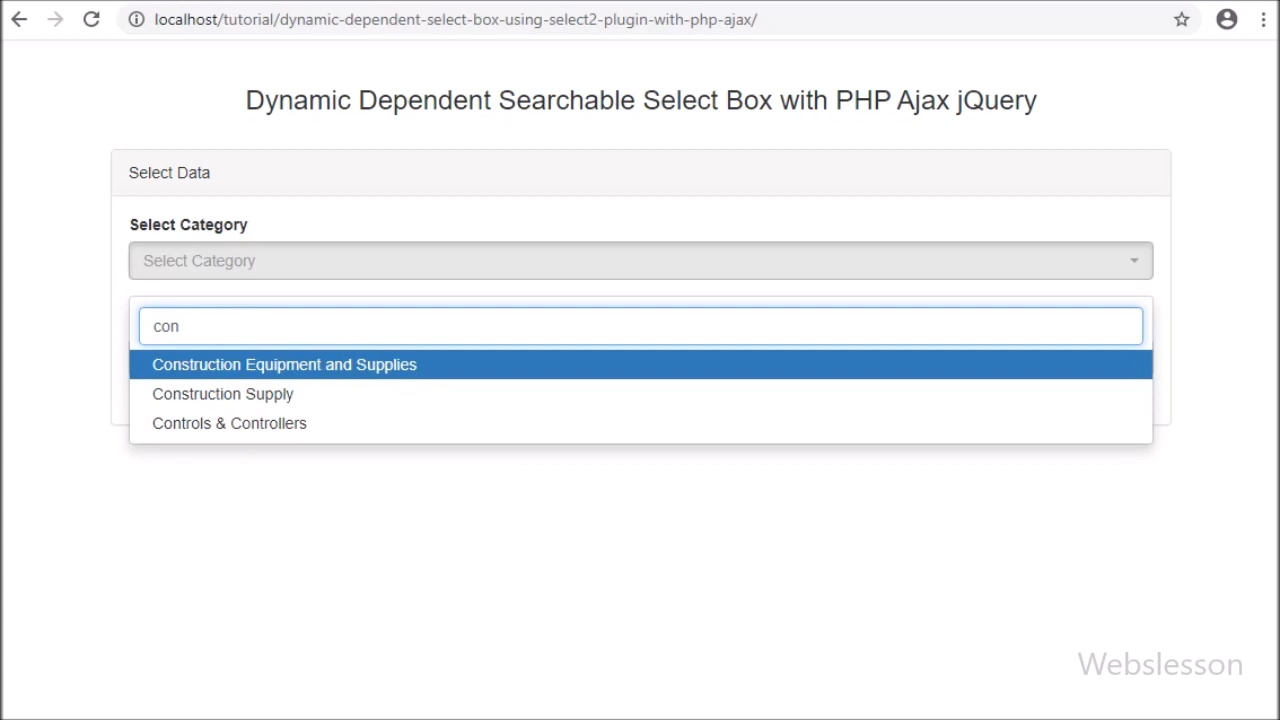 localhost/tutorial/dynamic-dependent-select-box-using-select2-plugin-with-php-ajax/
Dynamic Dependent Searchable Select Box with PHP Ajax jQuery
Select Data
Select Category
Select Category
con
Construction Equipment and Supplies
Construction Supply
Controls & Controllers
Webslesson